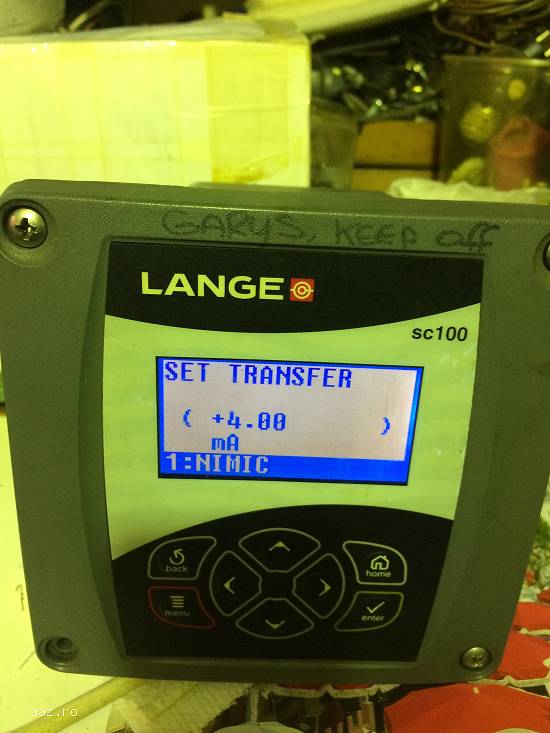 GARYS, KEEP OFF
LANGE
sc100
SET TRANSFER
( +4.00 )
mA
1:NIMIC
back
home
menu
enter
aaz.ro